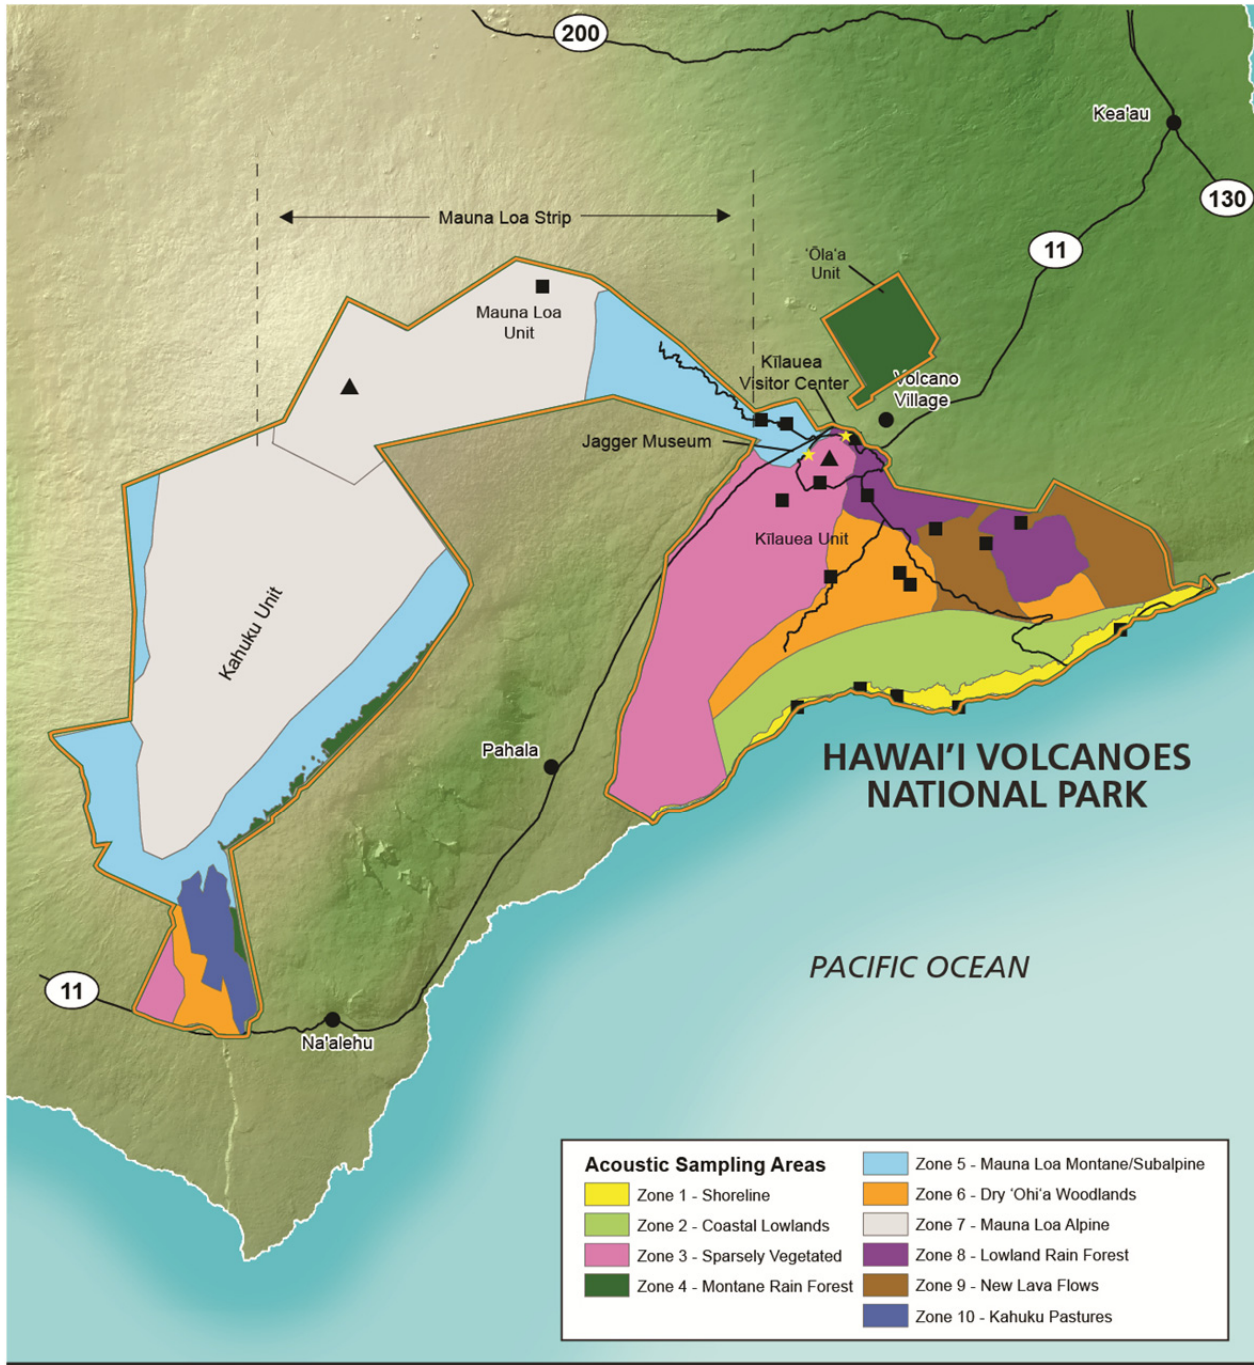 200
Kea'au
130
Mauna Loa Strip
11
'Ōla'a
Unit
Mauna Loa
Unit
Kīlauea
Visitor Center
Volcano
Village
Jagger Museum
Kīlauea Unit
Kahuku Unit
Pahala
HAWAI'I VOLCANOES
NATIONAL PARK
PACIFIC OCEAN
11
Na'alehu
Acoustic Sampling Areas
Zone 1 - Shoreline
Zone 2 - Coastal Lowlands
Zone 3 - Sparsely Vegetated
Zone 4 - Montane Rain Forest
Zone 5 - Mauna Loa Montane/Subalpine
Zone 6 - Dry ‘Ohi‘a Woodlands
Zone 7 - Mauna Loa Alpine
Zone 8 - Lowland Rain Forest
Zone 9 - New Lava Flows
Zone 10 - Kahuku Pastures